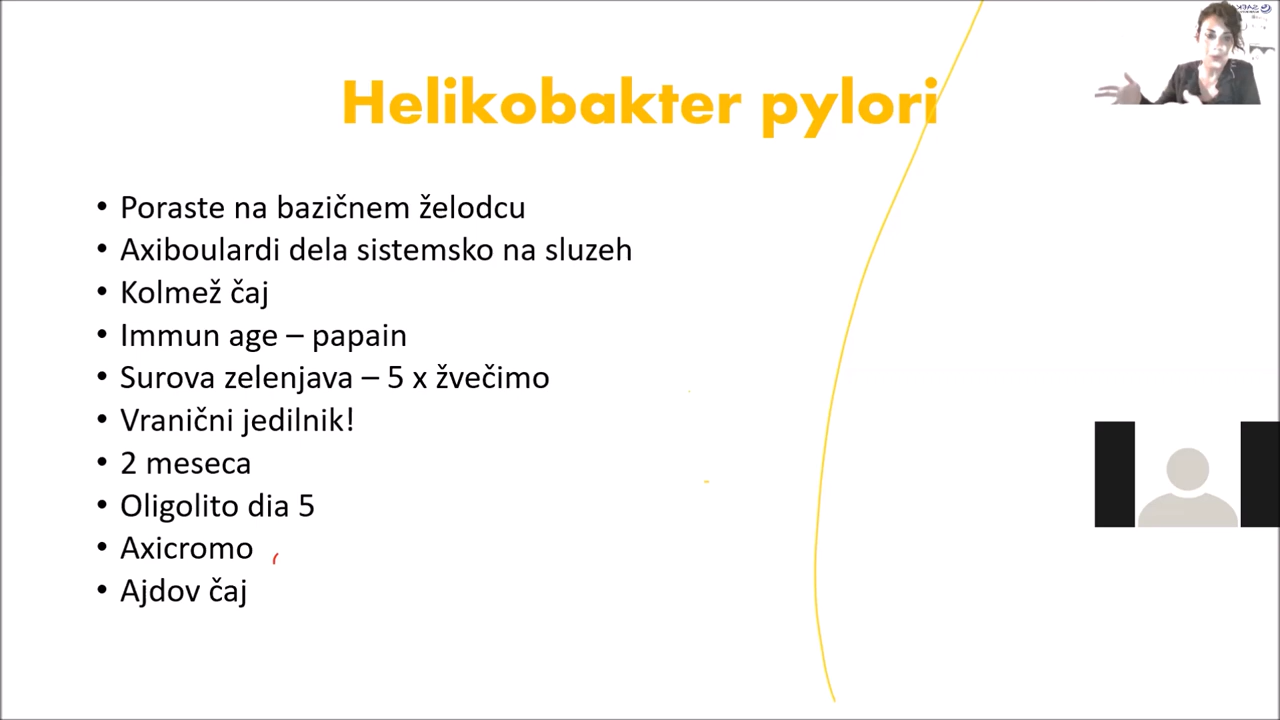 Helikobakter pylori
• Poraste na bazičnem želodcu
• Axiboulardi dela sistemsko na sluzeh
• Kolmež čaj
• Immun age – papain
• Surova zelenjava – 5 x žvečimo
• Vranični jedilnik!
• 2 meseca
• Oligolito dia 5
• Axicromo
• Ajdov čaj